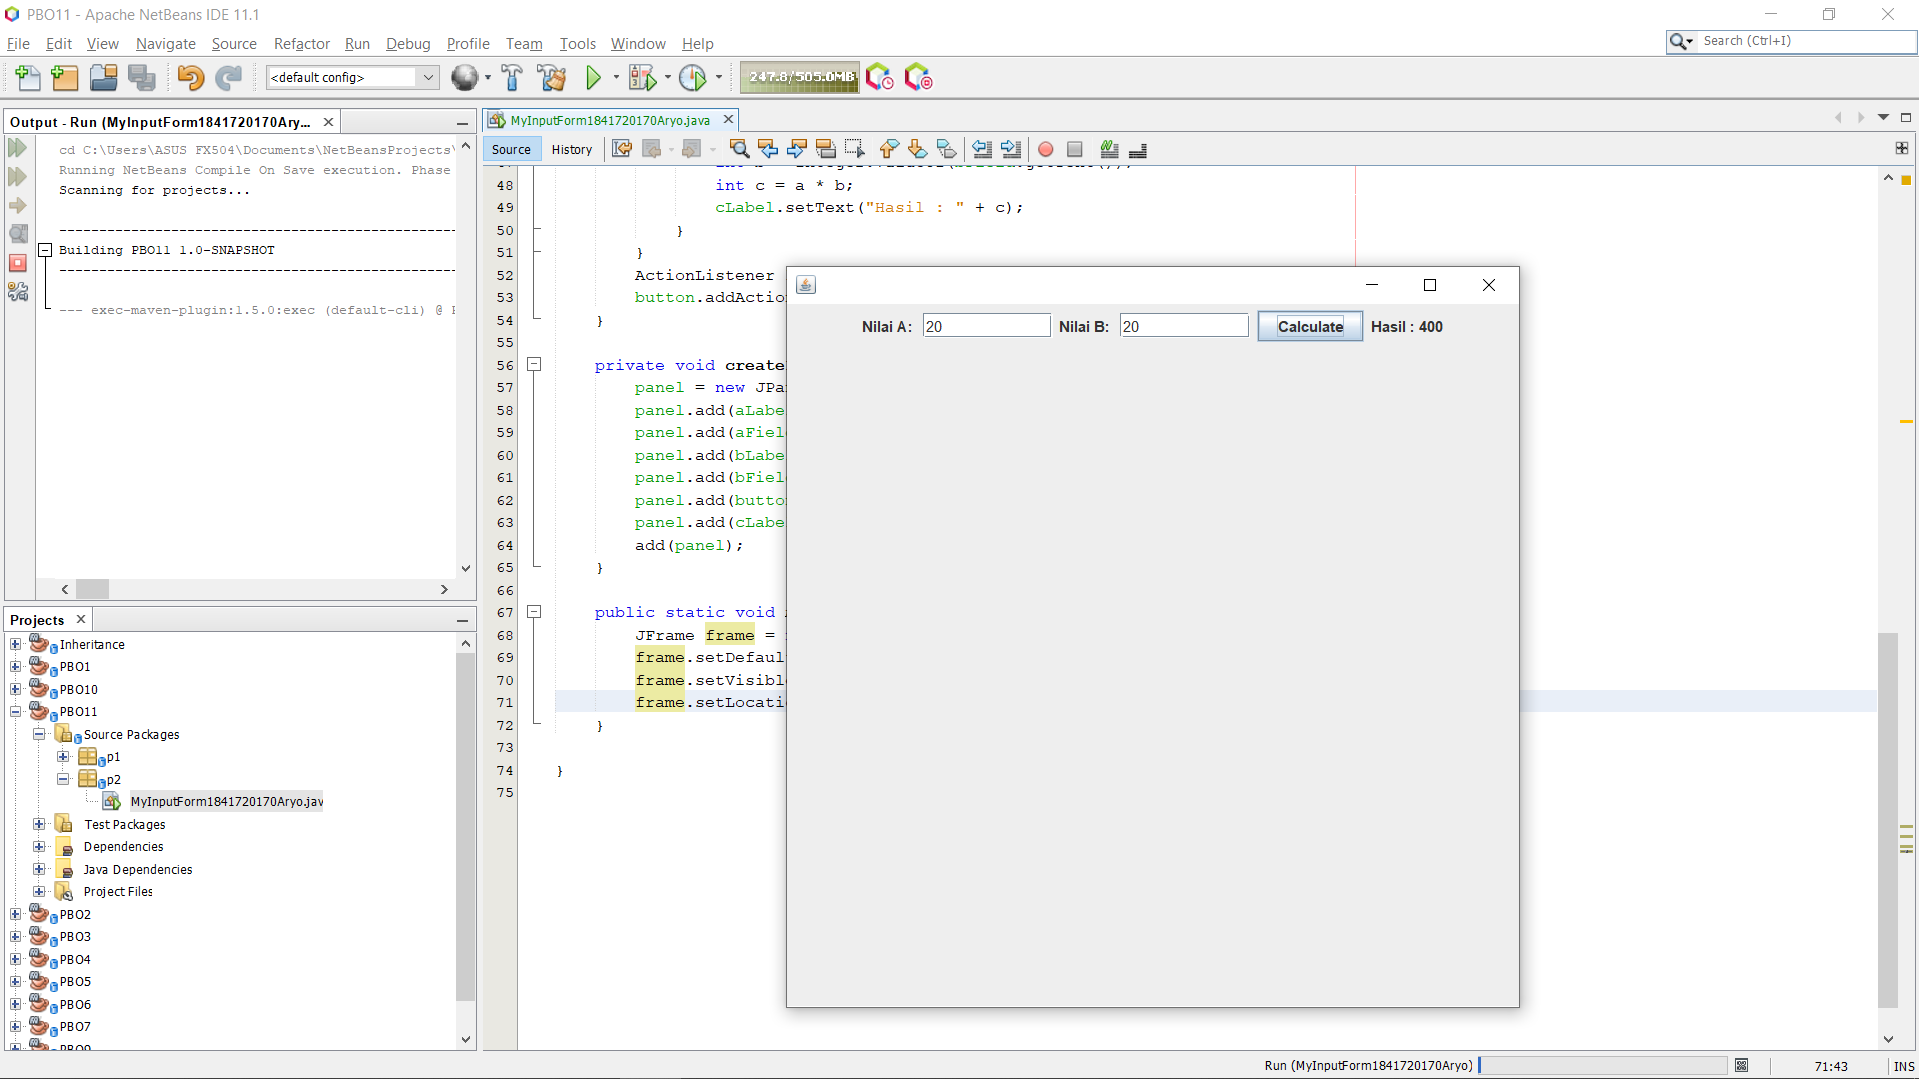 PBO11 - Apache NetBeans IDE 11.1
File Edit View Navigate Source Refactor Run Debug Profile Team Tools Window Help
Search (Ctrl+I)
<default config>
247.8/505.0MB
Output - Run (MyInputForm1841720170Aryo...
cd C:\Users\ASUS FX504\Documents\NetBeansProjects\
Running NetBeans Compile On Save execution. Phase
Scanning for projects...
Building PBO11 1.0-SNAPSHOT
--- exec-maven-plugin:1.5.0:exec (default-cli) @
Projects
Inheritance
PBO1
PBO10
PBO11
Source Packages
p1
p2
MyInputForm1841720170Aryo.jav
Test Packages
Dependencies
Java Dependencies
Project Files
PBO2
PBO3
PBO4
PBO5
PBO6
PBO7
MyInputForm1841720170Aryo.java
Source History
48 int c = a * b;
49 cLabel.setText("Hasil : " + c);
50 }
51 }
52 ActionListener
53 button.addActio
54 }
55
56 private void create
57 panel = new JPa
58 panel.add(aLabe
59 panel.add(aFiel
60 panel.add(bLabe
61 panel.add(bFiel
62 panel.add(butto
63 panel.add(cLabe
64 add(panel);
65 }
66
67 public static void
68 JFrame frame =
69 frame.setDefaul
70 frame.setVisibl
71 frame.setLocati
72 }
73
74 }
75
Nilai A: 20 Nilai B: 20 Calculate Hasil : 400
Run (MyInputForm1841720170Aryo)
71:43
INS